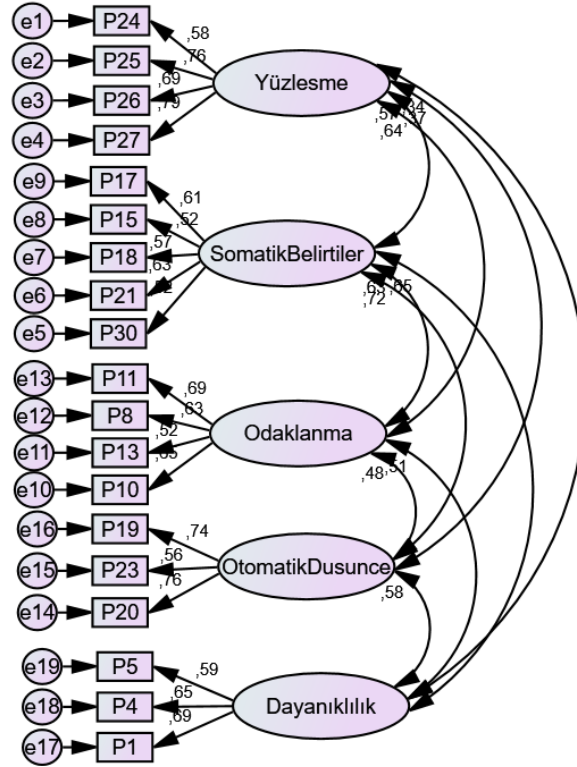 e1 P24 ,58
e2 P25 ,76
e3 P26 ,69
e4 P27 ,79
Yüzlesme
,64
e9 P17 ,61
e8 P15 ,52
e7 P18 ,57
e6 P21 ,63
e5 P30
SomatikBelirtiler
,72
e13 P11 ,69
e12 P8 ,63
e11 P13 ,52
e10 P10
Odaklanma
,48 ,51
e16 P19 ,74
e15 P23 ,56
e14 P20 ,76
OtomatikDusunce
,58
e19 P5 ,59
e18 P4 ,65
e17 P1 ,69
Dayanıklılık